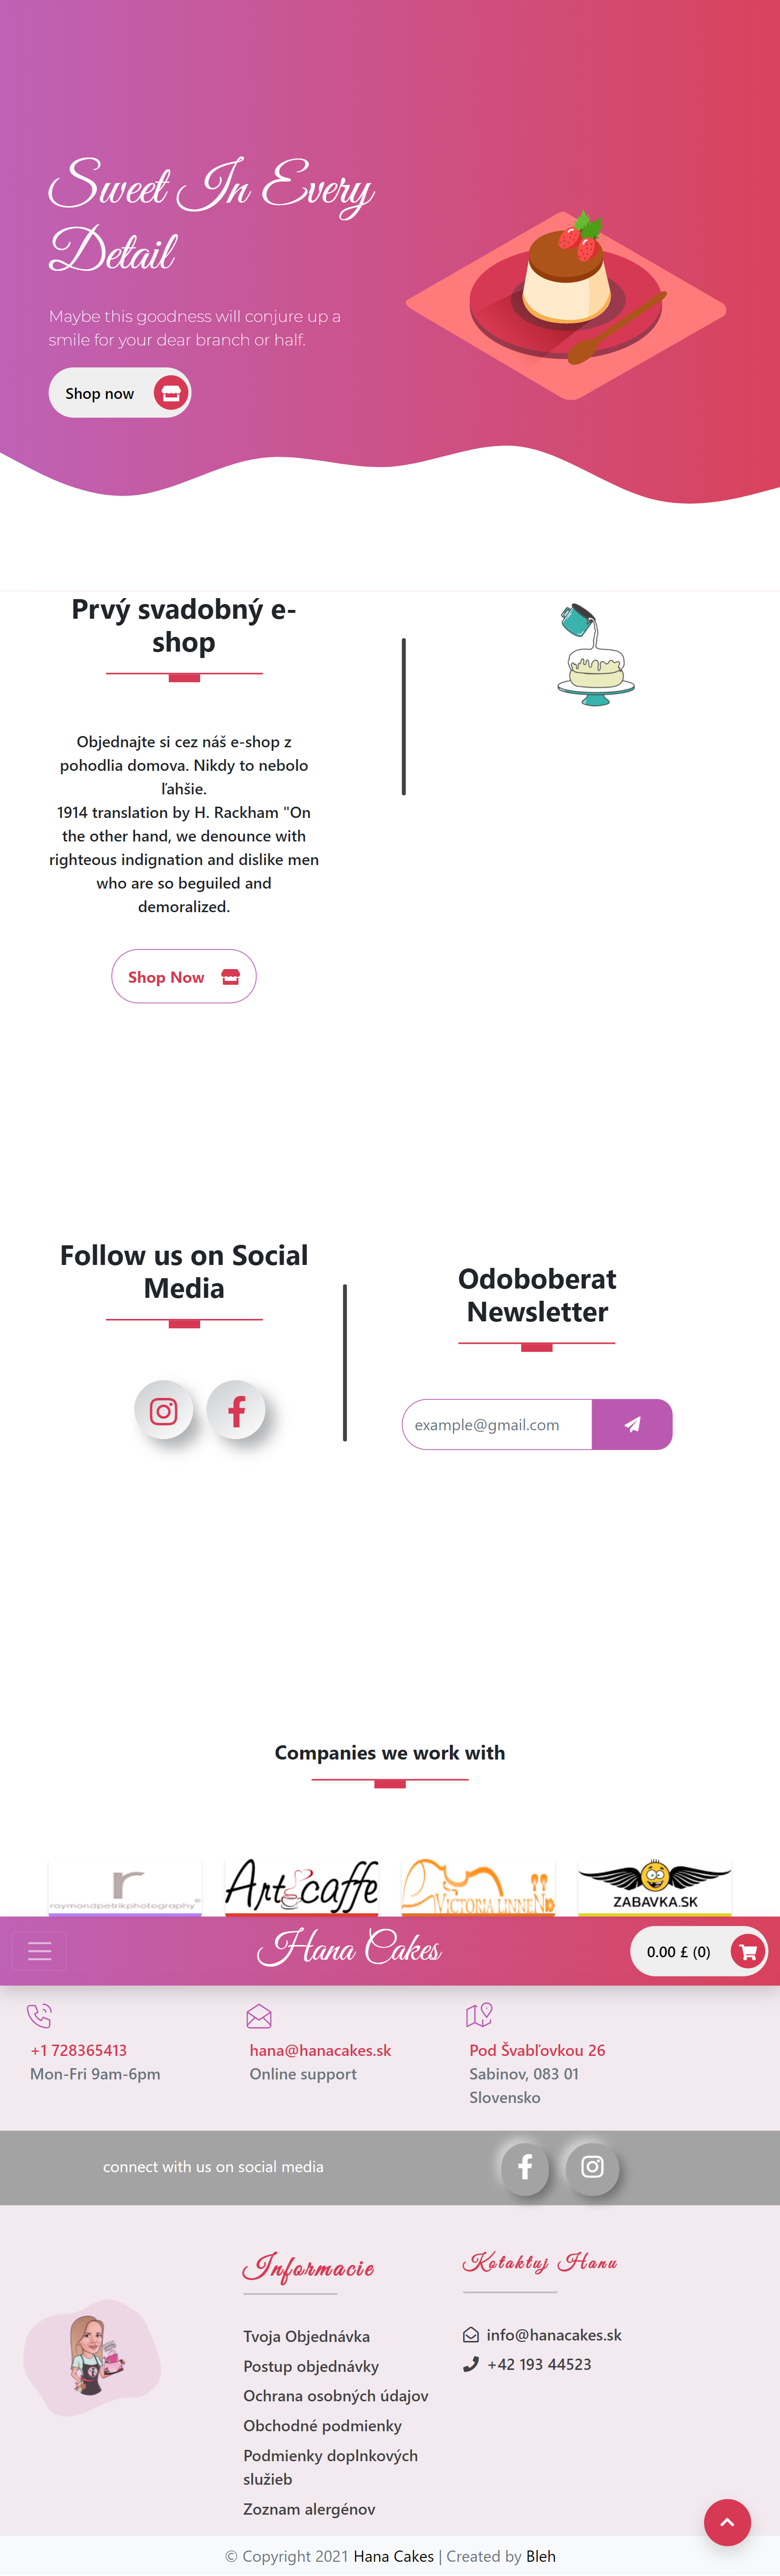 Sweet In Every
Detail
Maybe this goodness will conjure up a
smile for your dear branch or half.
Shop now
Prvý svadobný e-
shop
Objednajte si cez náš e-shop z
pohodlia domova. Nikdy to nebolo
ľahšie.
1914 translation by H. Rackham "On
the other hand, we denounce with
righteous indignation and dislike men
who are so beguiled and
demoralized.
Shop Now
Follow us on Social
Media
Odoboberat
Newsletter
example@gmail.com
Companies we work with
r
raymondpetrikphotography®
Art caffe
VICTORIA LINNEN
ZABAVKA.SK
Hana Cakes
0.00 £ (0)
+1 728365413
Mon-Fri 9am-6pm
hana@hanacakes.sk
Online support
Pod Švabľovkou 26
Sabinov, 083 01
Slovensko
connect with us on social media
Informacie
Tvoja Objednávka
Postup objednávky
Ochrana osobných údajov
Obchodné podmienky
Podmienky doplnkových
služieb
Zoznam alergénov
Kotaktuj Hanu
info@hanacakes.sk
+42 193 44523
© Copyright 2021 Hana Cakes | Created by Bleh